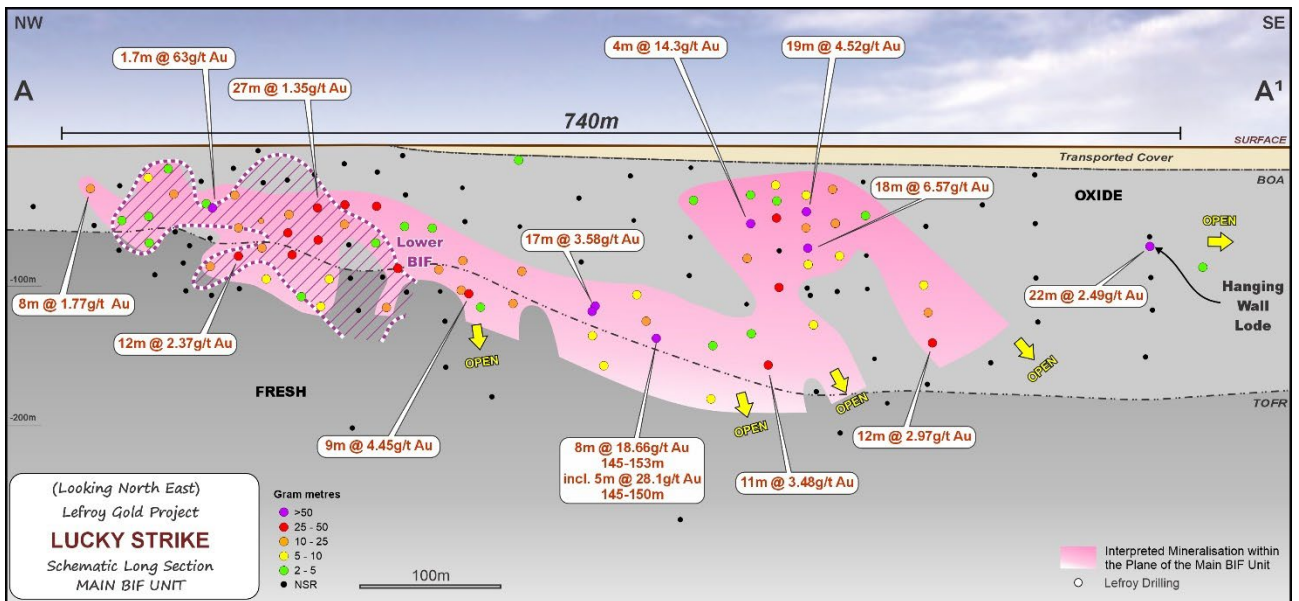 NW
SE
1.7m @ 63g/t Au
4m @ 14.3g/t Au
19m @ 4.52g/t Au
A
27m @ 1.35g/t Au
A¹
740m
SURFACE
Transported Cover
BOA
OXIDE
18m @ 6.57g/t Au
OPEN
Lower
BIF
17m @ 3.58g/t Au
-100m
8m @ 1.77g/t Au
22m @ 2.49g/t Au
Hanging
Wall
Lode
12m @ 2.37g/t Au
OPEN
OPEN
FRESH
OPEN
OPEN
TOFR
-200m
9m @ 4.45g/t Au
8m @ 18.66g/t Au
145-153m
incl. 5m @ 28.1g/t Au
145-150m
11m @ 3.48g/t Au
12m @ 2.97g/t Au
(Looking North East)
Lefroy Gold Project
LUCKY STRIKE
Schematic Long Section
MAIN BIF UNIT
Gram metres
>50
25 - 50
10 - 25
5 - 10
2 - 5
NSR
100m
Interpreted Mineralisation within
the Plane of the Main BIF Unit
Lefroy Drilling